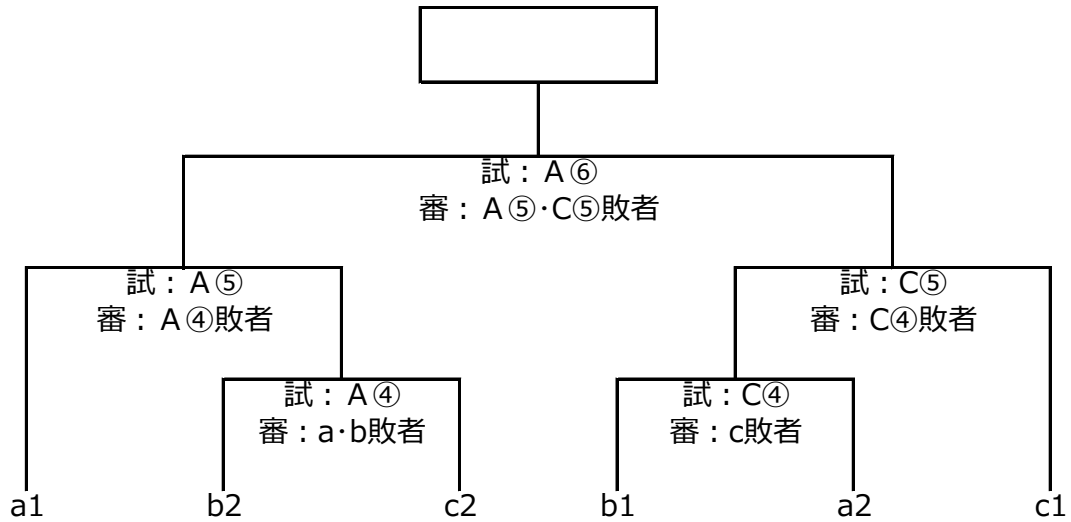 試：A⑥
審：A⑤･C⑤敗者
試：A⑤
審：A④敗者
試：C⑤
審：C④敗者
試：A④
審：a･b敗者
試：C④
審：c敗者
a1
b2
c2
b1
a2
c1